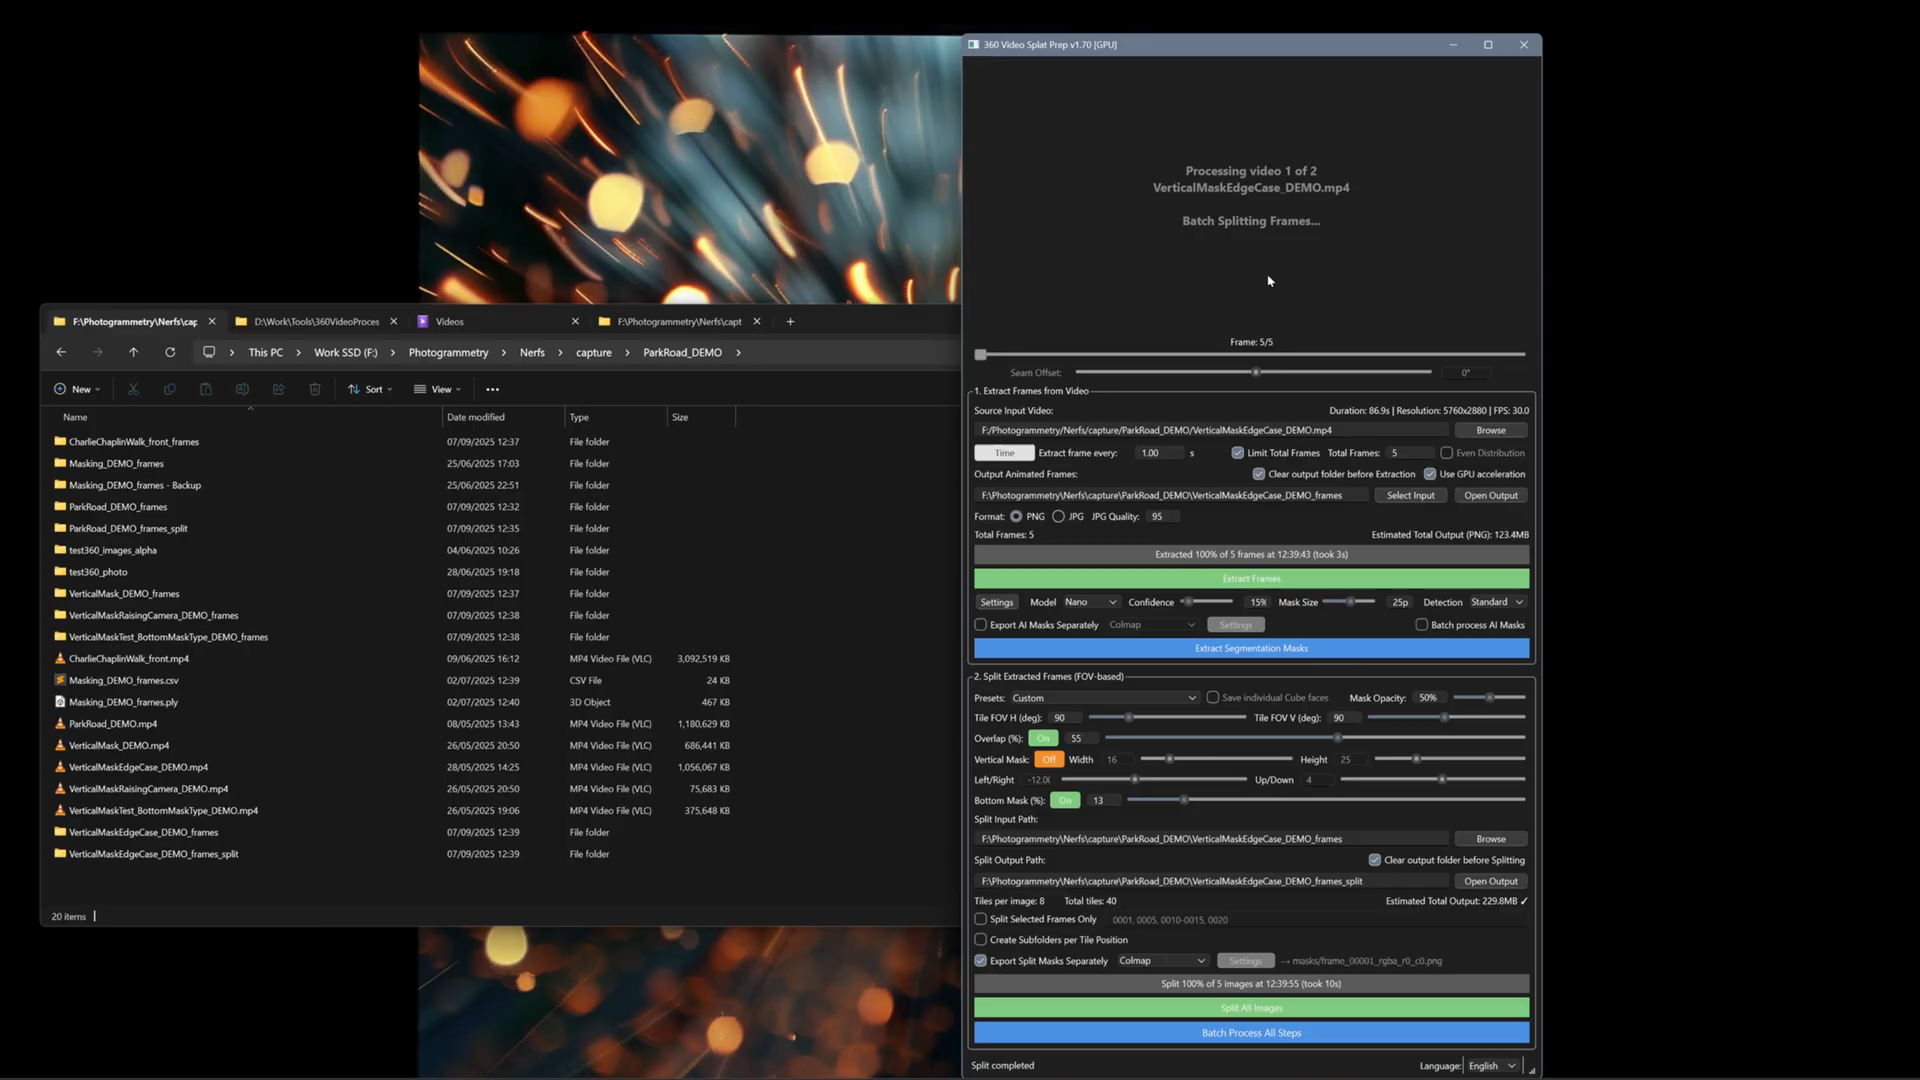 360 Video Splat Prep v1.70 [GPU]
Processing video 1 of 2
VerticalMaskEdgeCase_DEMO.mp4
Batch Splitting Frames...
Frame: 5/5
Seam Offset: 0°
1. Extract Frames from Video
Source Input Video: Duration: 86.9s | Resolution: 5760x2880 | FPS: 30.0
F:/Photogrammetry/Nerfs/capture/ParkRoad_DEMO/VerticalMaskEdgeCase_DEMO.mp4 Browse
Time Extract frame every: 1.00 s Limit Total Frames Total Frames: 5 Even Distribution
Output Animated Frames: Clear output folder before Extraction Use GPU acceleration
F:\Photogrammetry\Nerfs\capture\ParkRoad_DEMO\VerticalMaskEdgeCase_DEMO_frames Select Input Open Output
Format: PNG JPG JPG Quality: 95
Total Frames: 5 Estimated Total Output (PNG): 123.4MB
Extracted 100% of 5 frames at 12:39:43 (took 3s)
Extract Frames
Settings Model Nano Confidence 15% Mask Size 25p Detection Standard
Export AI Masks Separately Colmap Settings Batch process AI Masks
Extract Segmentation Masks
2. Split Extracted Frames (FOV-based)
Presets: Custom Save Individual Cube faces Mask Opacity: 50%
Tile FOV H (deg): 90 Tile FOV V (deg): 90
Overlap (%): On 55
Vertical Mask: Off Width 16 Height 25
Left/Right -12.0( Up/Down 4
Bottom Mask (%): On 13
Split Input Path:
F:\Photogrammetry\Nerfs\capture\ParkRoad_DEMO\VerticalMaskEdgeCase_DEMO_frames Browse
Split Output Path: Clear output folder before Splitting
F:\Photogrammetry\Nerfs\capture\ParkRoad_DEMO\VerticalMaskEdgeCase_DEMO_frames_split Open Output
Tiles per image: 8 Total tiles: 40 Estimated Total Output: 229.8MB ✓
Split Selected Frames Only 0001, 0005, 0010-0015, 0020
Create Subfolders per Tile Position
Export Split Masks Separately Colmap Settings → masks/frame_00001_rgba_r0_c0.png
Split 100% of 5 images at 12:39:55 (took 10s)
Split All Images
Batch Process All Steps
Split completed Language: English
F:\Photogrammetry\Nerfs\cap D:\Work\Tools\360VideoProces Videos F:\Photogrammetry\Nerfs\capt
This PC > Work SSD (F:) > Photogrammetry > Nerfs > capture > ParkRoad_DEMO >
New Sort View
Name Date modified Type Size
CharlieChaplinWalk_front_frames 07/09/2025 12:37 File folder
Masking_DEMO_frames 25/06/2025 17:03 File folder
Masking_DEMO_frames - Backup 25/06/2025 22:51 File folder
ParkRoad_DEMO_frames 07/09/2025 12:32 File folder
ParkRoad_DEMO_frames_split 07/09/2025 12:35 File folder
test360_images_alpha 04/06/2025 10:26 File folder
test360_photo 28/06/2025 19:18 File folder
VerticalMask_DEMO_frames 07/09/2025 12:37 File folder
VerticalMaskRaisingCamera_DEMO_frames 07/09/2025 12:38 File folder
VerticalMaskTest_BottomMaskType_DEMO_frames 07/09/2025 12:38 File folder
CharlieChaplinWalk_front.mp4 09/06/2025 16:12 MP4 Video File (VLC) 3,092,519 KB
Masking_DEMO_frames.csv 02/07/2025 12:39 CSV File 24 KB
Masking_DEMO_frames.ply 02/07/2025 12:40 3D Object 467 KB
ParkRoad_DEMO.mp4 08/05/2025 13:43 MP4 Video File (VLC) 1,180,629 KB
VerticalMask_DEMO.mp4 26/05/2025 20:50 MP4 Video File (VLC) 686,441 KB
VerticalMaskEdgeCase_DEMO.mp4 28/05/2025 14:25 MP4 Video File (VLC) 1,056,067 KB
VerticalMaskRaisingCamera_DEMO.mp4 26/05/2025 20:50 MP4 Video File (VLC) 75,683 KB
VerticalMaskTest_BottomMaskType_DEMO.mp4 26/05/2025 19:06 MP4 Video File (VLC) 375,648 KB
VerticalMaskEdgeCase_DEMO_frames 07/09/2025 12:39 File folder
VerticalMaskEdgeCase_DEMO_frames_split 07/09/2025 12:39 File folder
20 items